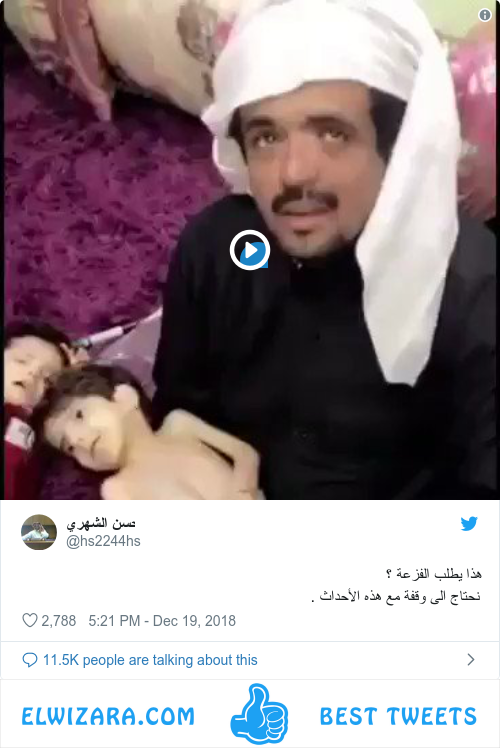 حسن الشهري
@hs2244hs
هذا يطلب الفزعة ؟
نحتاج الى وقفة مع هذه الأحداث .
2,788 5:21 PM - Dec 19, 2018
11.5K people are talking about this
ELWIZARA.COM BEST TWEETS